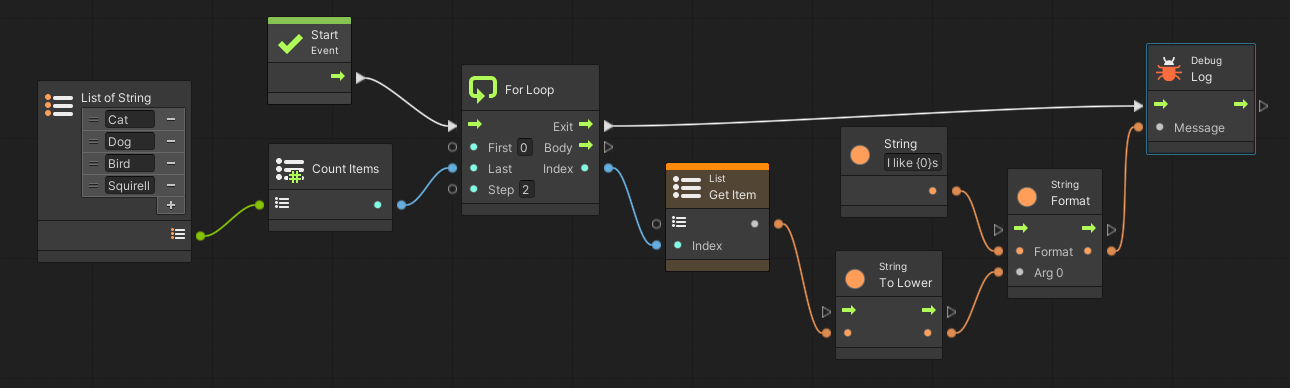 List of String
Cat
Dog
Bird
Squirell
Start
Event
Count Items
For Loop
Exit
First 0 Body
Last Index
Step 2
List
Get Item
Index
String
I like {0}s
String
To Lower
String
Format
Format
Arg 0
Debug
Log
Message